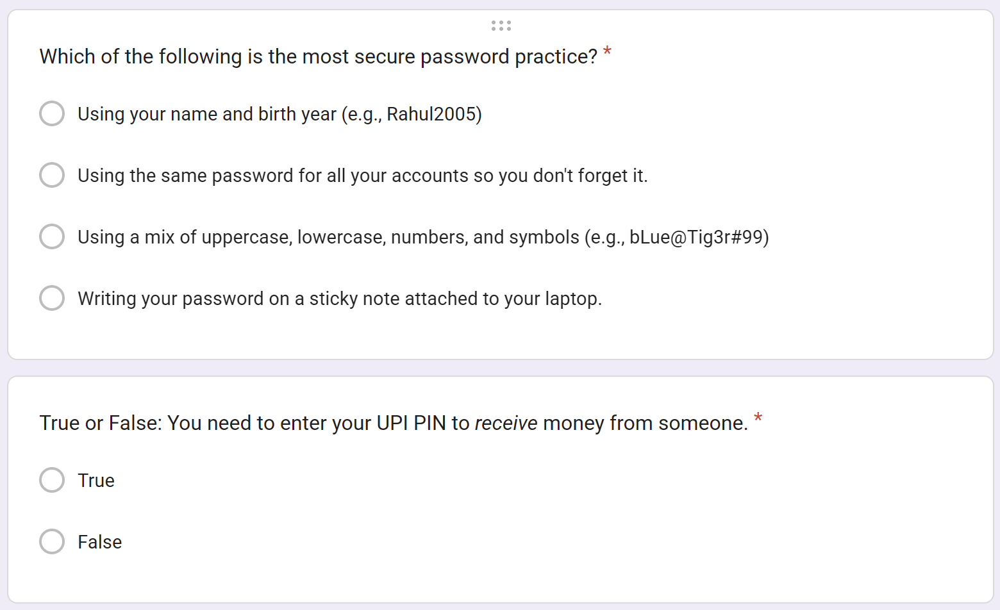 Which of the following is the most secure password practice? *
Using your name and birth year (e.g., Rahul2005)
Using the same password for all your accounts so you don't forget it.
Using a mix of uppercase, lowercase, numbers, and symbols (e.g., bLue@Tig3r#99)
Writing your password on a sticky note attached to your laptop.
True or False: You need to enter your UPI PIN to receive money from someone. *
True
False